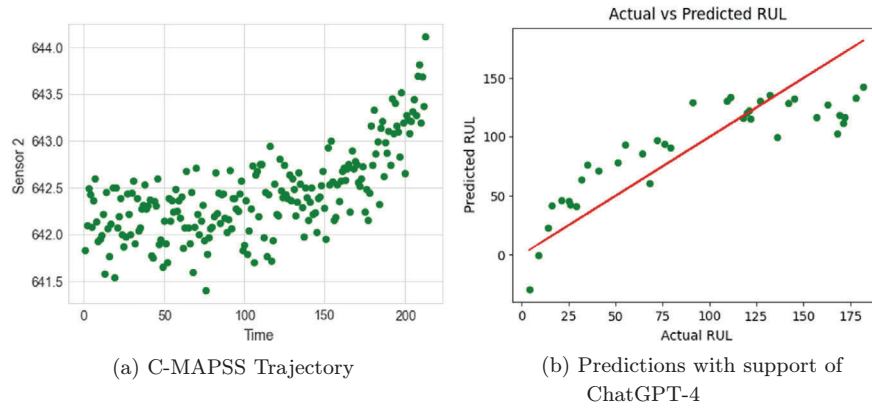 644.0
643.5
643.0
642.5
642.0
641.5
Sensor 2
0
50
100
150
200
Time
(a) C-MAPSS Trajectory
Actual vs Predicted RUL
150
100
50
0
Predicted RUL
0
25
50
75
100
125
150
175
Actual RUL
(b) Predictions with support of
ChatGPT-4